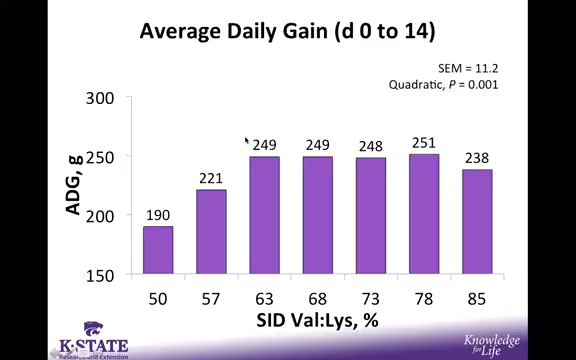 Average Daily Gain (d 0 to 14)
SEM = 11.2
Quadratic, P = 0.001
300
250
200
150
ADG, g
190
221
249
249
248
251
238
50 57 63 68 73 78 85
SID Val:Lys, %
K-STATE
Research and Extension
Knowledge
for Life